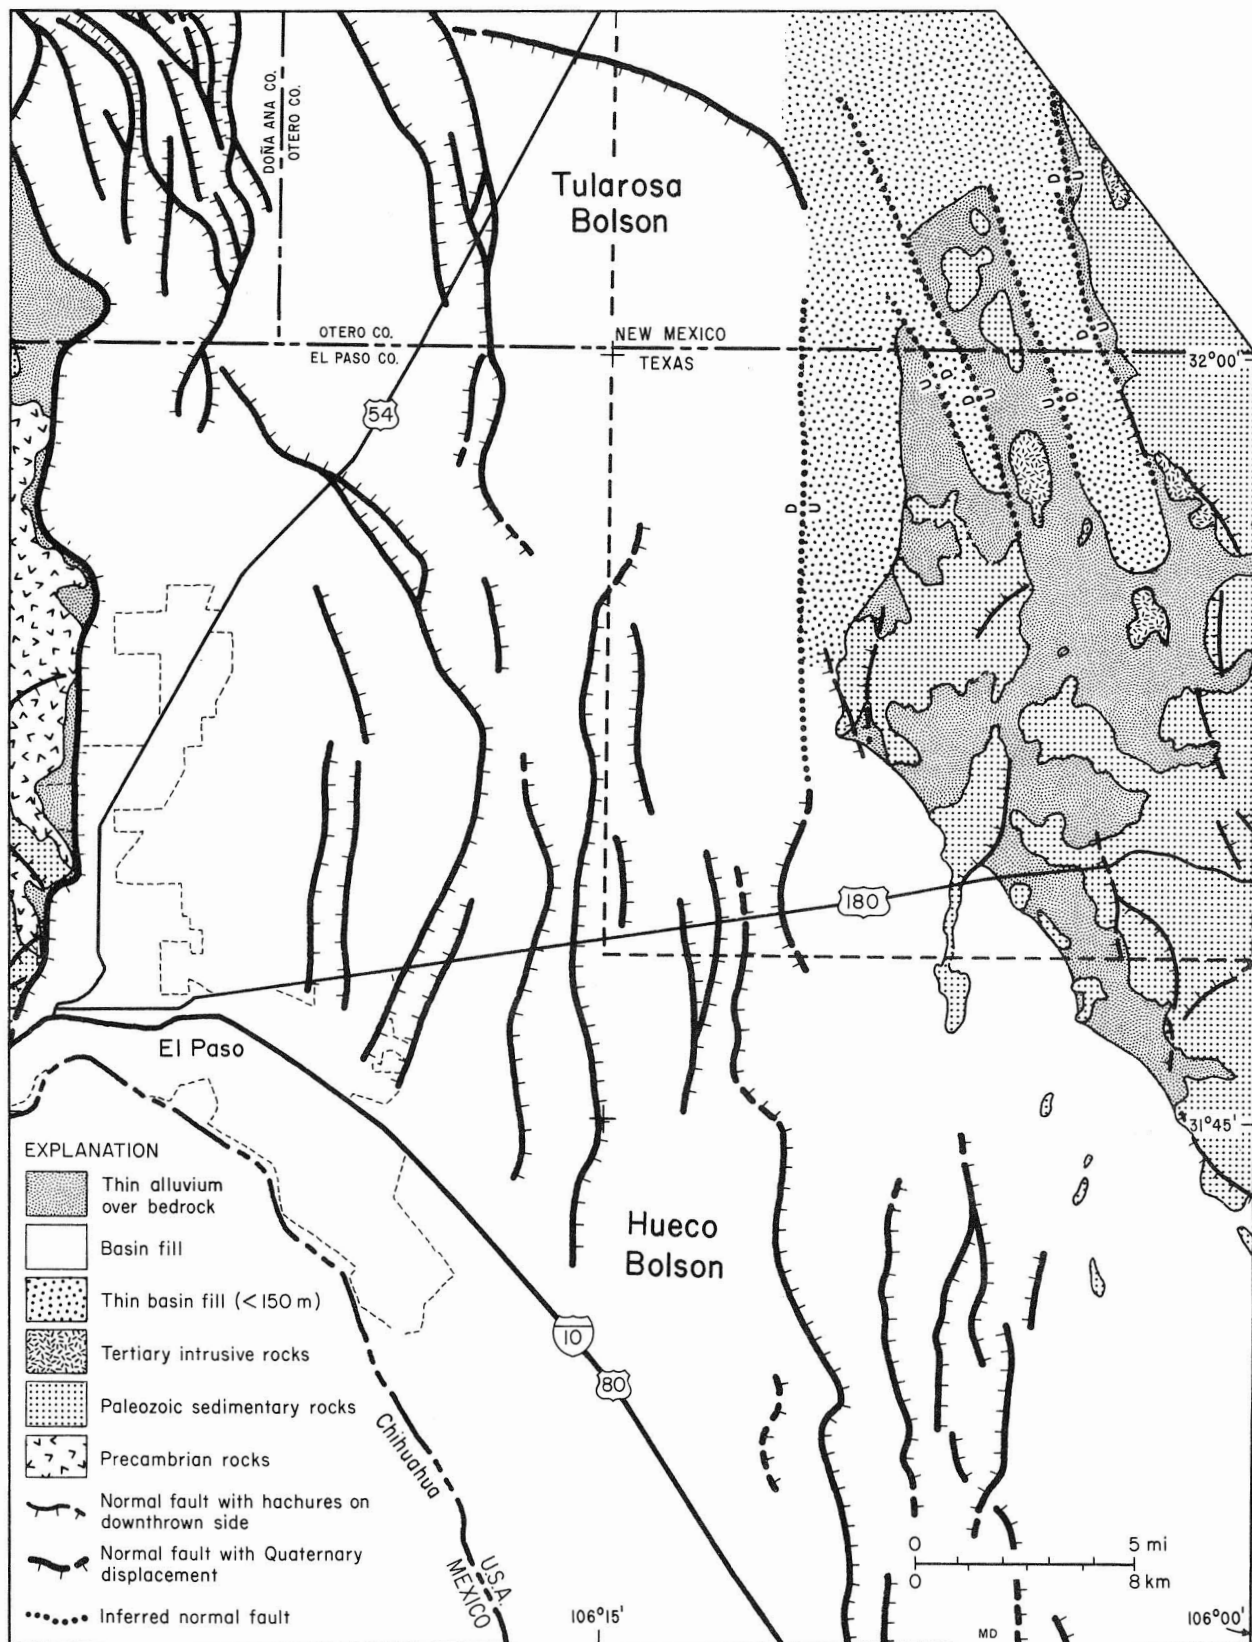 DOÑA ANA CO.
OTERO CO.
Tularosa
Bolson
OTERO CO.
EL PASO CO.
NEW MEXICO
TEXAS
32°00'
54
D
U
D
U
D
U
D
U
D
U
U
D
D
U
180
El Paso
31°45'
Hueco
Bolson
10
80
Chihuahua
U.S.A.
MEXICO
EXPLANATION
Thin alluvium
over bedrock
Basin fill
Thin basin fill (<150 m)
Tertiary intrusive rocks
Paleozoic sedimentary rocks
Precambrian rocks
Normal fault with hachures on
downthrown side
Normal fault with Quaternary
displacement
Inferred normal fault
0 5 mi
0 8 km
106°15'
106°00'
MD